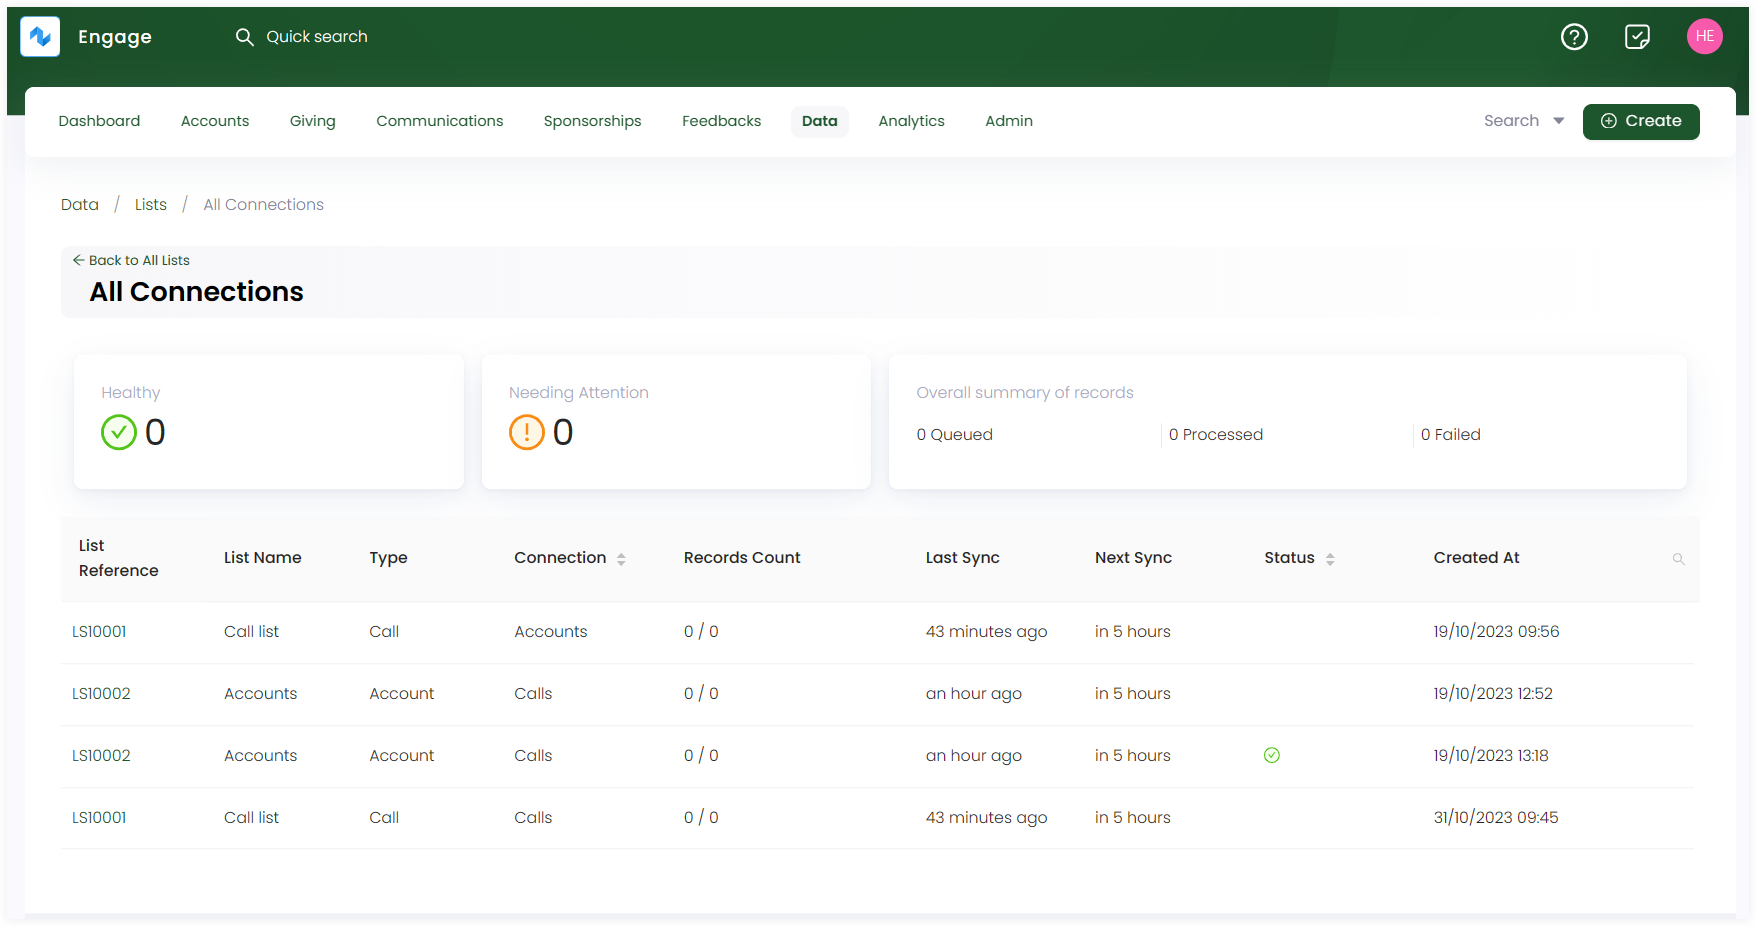 Engage
Quick search
HE
Dashboard Accounts Giving Communications Sponsorships Feedbacks Data Analytics Admin Search Create
Data / Lists / All Connections
Back to All Lists
All Connections
Healthy
0
Needing Attention
0
Overall summary of records
0 Queued 0 Processed 0 Failed
List Reference List Name Type Connection Records Count Last Sync Next Sync Status Created At
LS10001 Call list Call Accounts 0 / 0 43 minutes ago in 5 hours 19/10/2023 09:56
LS10002 Accounts Account Calls 0 / 0 an hour ago in 5 hours 19/10/2023 12:52
LS10002 Accounts Account Calls 0 / 0 an hour ago in 5 hours 19/10/2023 13:18
LS10001 Call list Call Calls 0 / 0 43 minutes ago in 5 hours 31/10/2023 09:45